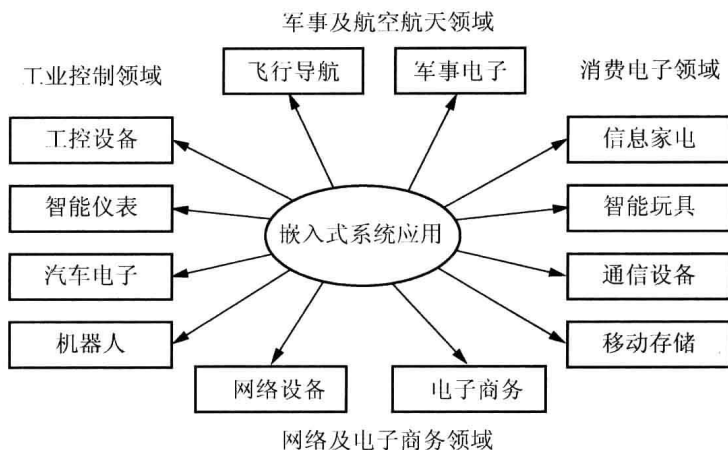 军事及航空航天领域
工业控制领域
飞行导航
军事电子
消费电子领域
工控设备
信息家电
智能仪表
嵌入式系统应用
智能玩具
汽车电子
通信设备
机器人
移动存储
网络设备
电子商务
网络及电子商务领域